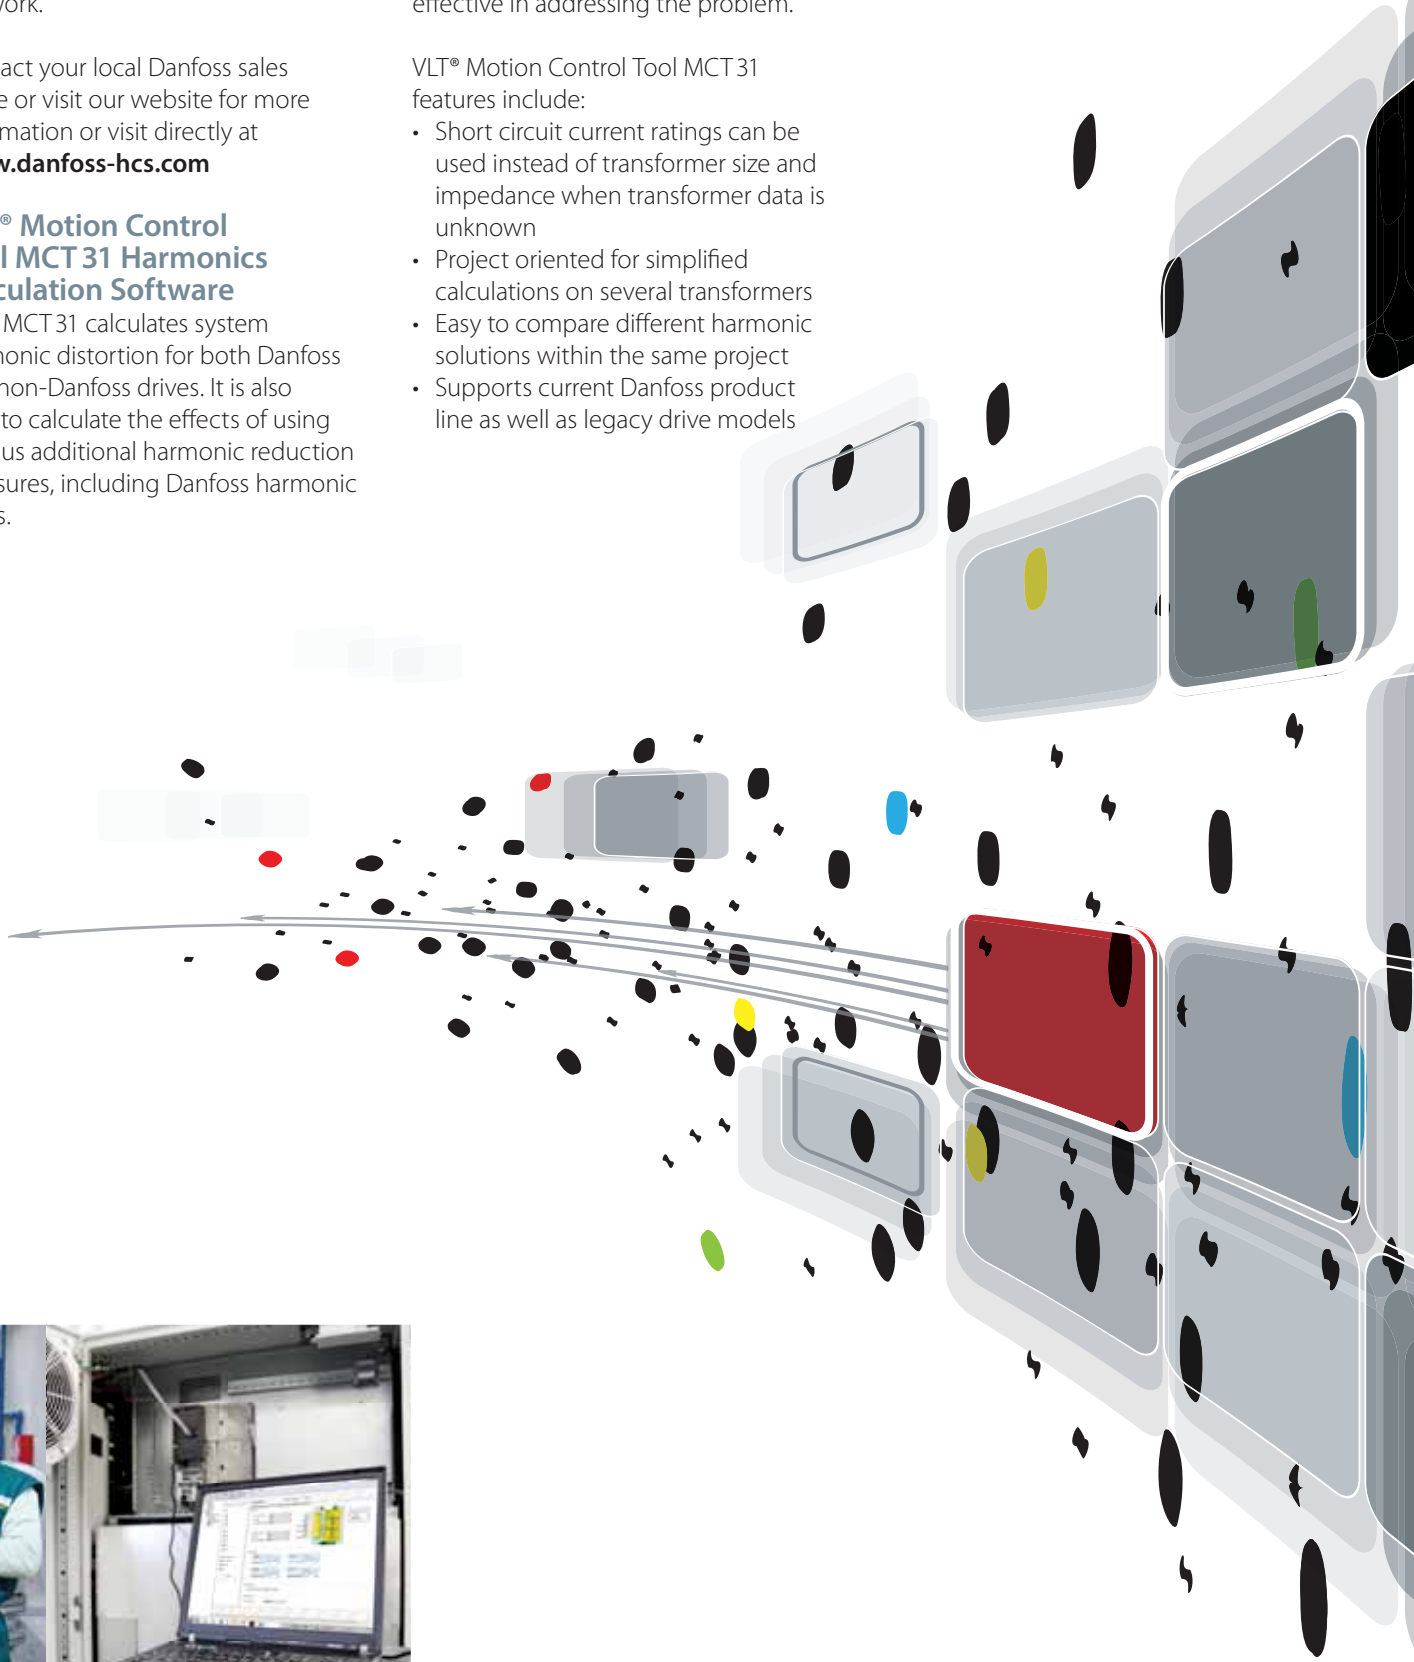 ork.
act your local Danfoss sales
e or visit our website for more
rmation or visit directly at
w.danfoss-hcs.com
® Motion Control
l MCT 31 Harmonics
culation Software
MCT 31 calculates system
nonic distortion for both Danfoss
non-Danfoss drives. It is also
to calculate the effects of using
us additional harmonic reduction
sures, including Danfoss harmonic
s.
effective in addressing the problem.
VLT® Motion Control Tool MCT 31
features include:
• Short circuit current ratings can be
used instead of transformer size and
impedance when transformer data is
unknown
• Project oriented for simplified
calculations on several transformers
• Easy to compare different harmonic
solutions within the same project
• Supports current Danfoss product
line as well as legacy drive models